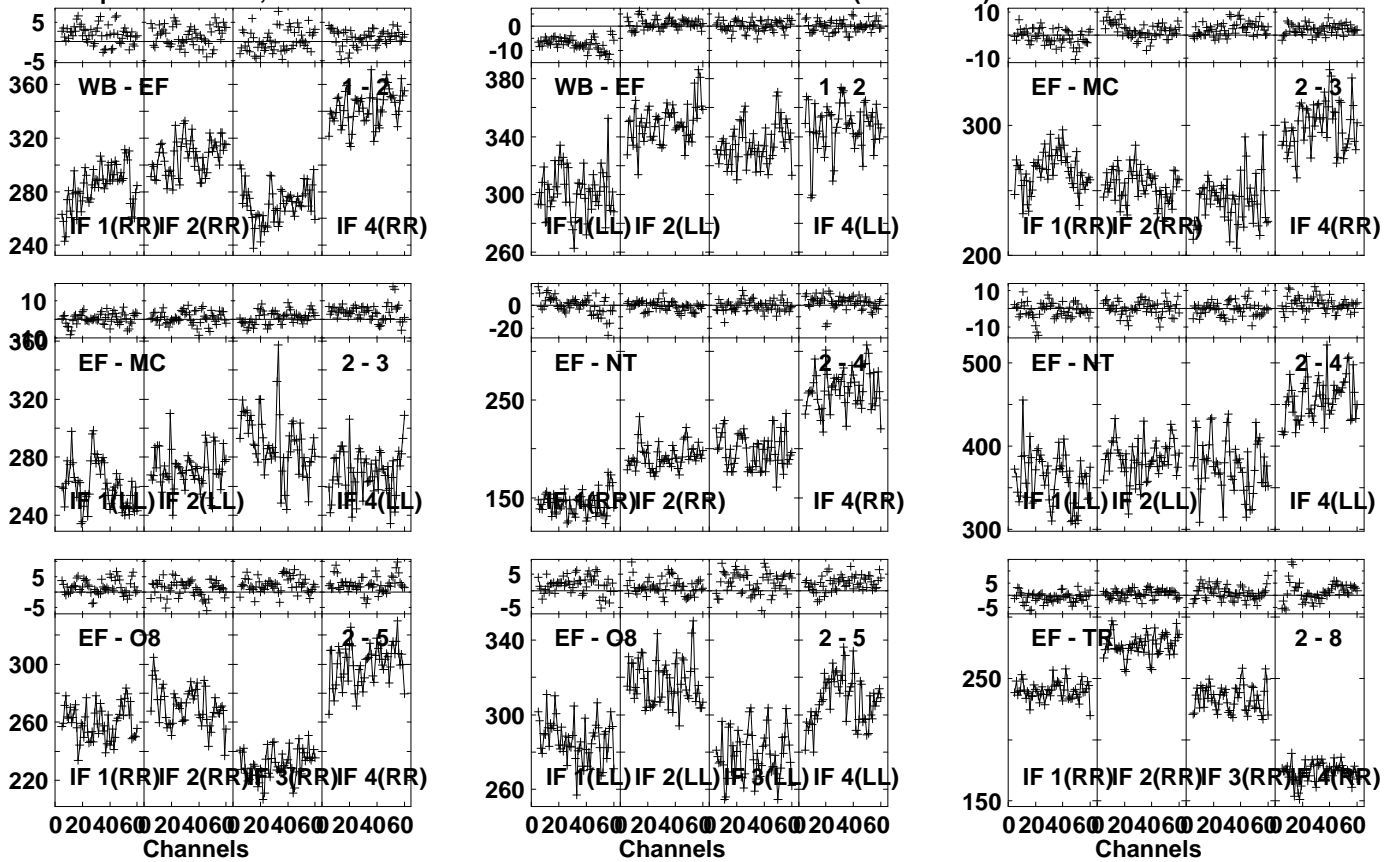 5
-5
360
320
280
240
WB - EF 1 - 2
IF 1(RR) IF 2(RR) IF 4(RR)
0
-10
380
340
300
260
WB - EF 1 - 2
IF 1(LL) IF 2(LL) IF 4(LL)
10
-10
300
200
EF - MC 2 - 3
IF 1(RR) IF 2(RR) IF 4(RR)
10
-10
360
320
280
240
EF - MC 2 - 3
IF 1(LL) IF 2(LL) IF 4(LL)
0
-20
250
150
EF - NT 2 - 4
IF 1(RR) IF 2(RR) IF 4(RR)
10
-10
500
400
300
EF - NT 2 - 4
IF 1(LL) IF 2(LL) IF 4(LL)
5
-5
300
260
220
EF - O8 2 - 5
IF 1(RR) IF 2(RR) IF 3(RR) IF 4(RR)
0 204060 0 204060 0 204060 0 204060
Channels
5
-5
340
300
260
EF - O8 2 - 5
IF 1(LL) IF 2(LL) IF 3(LL) IF 4(LL)
0 204060 0 204060 0 204060 0 204060
Channels
5
-5
250
150
EF - TR 2 - 8
IF 1(RR) IF 2(RR) IF 3(RR) IF 4(RR)
0 204060 0 204060 0 204060 0 204060
Channels